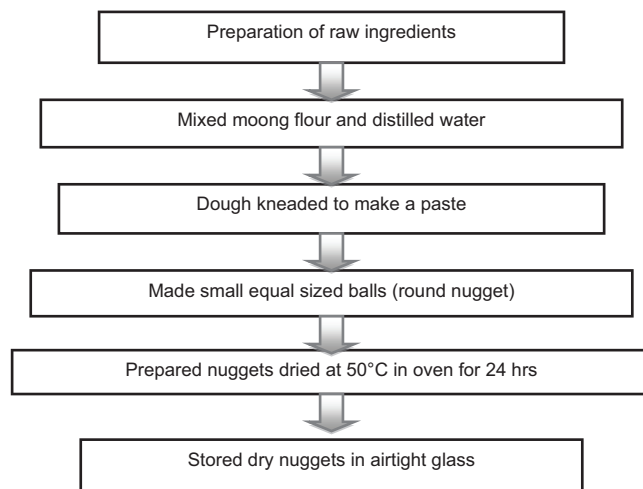 Preparation of raw ingredients
Mixed moong flour and distilled water
Dough kneaded to make a paste
Made small equal sized balls (round nugget)
Prepared nuggets dried at 50°C in oven for 24 hrs
Stored dry nuggets in airtight glass